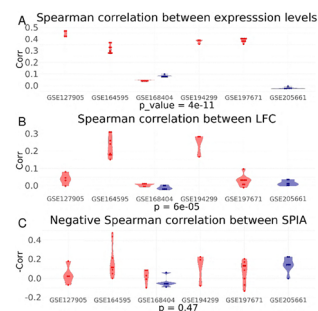 A Spearman correlation between expresssion levels
Corr
0.5
0.4
0.3
0.2
0.1
0.0
GSE127905 GSE164595 GSE168404 GSE194299 GSE197671 GSE205661
p_value = 4e-11
B Spearman correlation between LFC
Corr
0.3
0.2
0.1
0.0
GSE127905 GSE164595 GSE168404 GSE194299 GSE197671 GSE205661
p = 6e-05
C Negative Spearman correlation between SPIA
-Corr
0.4
0.2
0.0
-0.2
GSE127905 GSE164595 GSE168404 GSE194299 GSE197671 GSE205661
p = 0.47